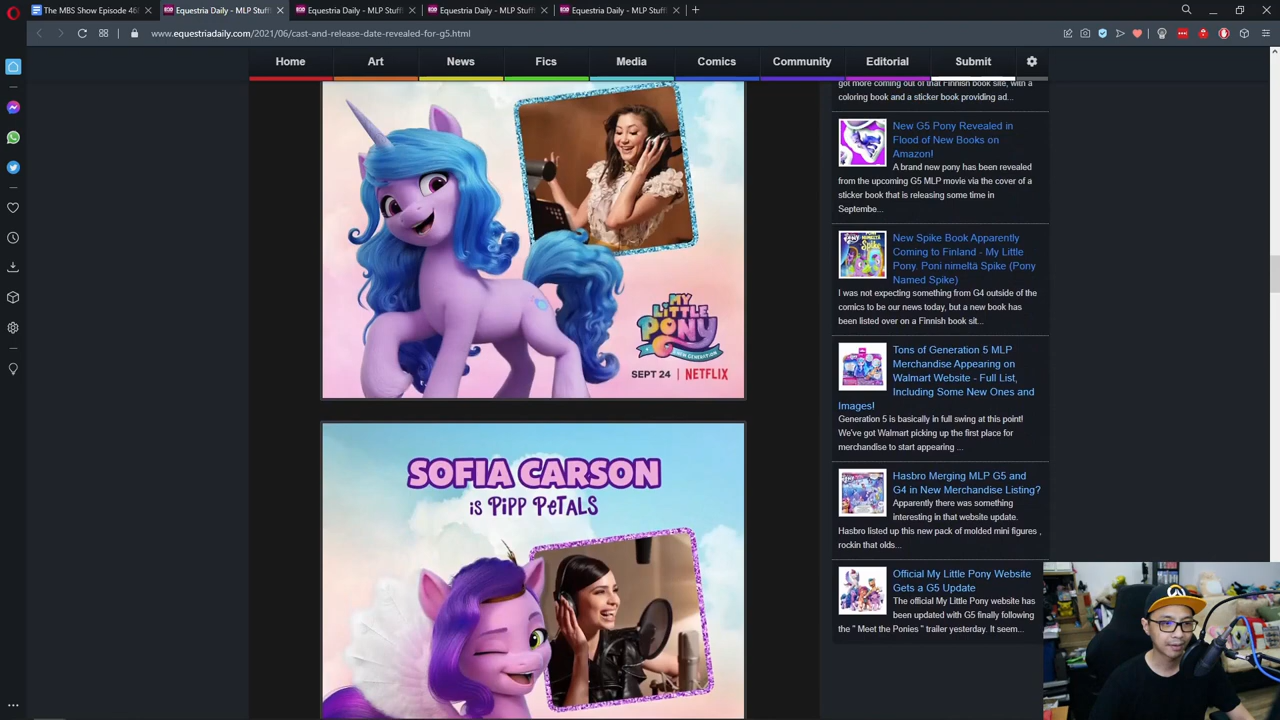 The MBS Show Episode 46
Equestria Daily - MLP Stuff!
Equestria Daily - MLP Stuff!
Equestria Daily - MLP Stuff!
Equestria Daily - MLP Stuff!
www.equestriadaily.com/2021/06/cast-and-release-date-revealed-for-g5.html
Home
Art
News
Fics
Media
Comics
Community
Editorial
Submit
MY
LITTLE
PONY
A NEW GENERATION
SEPT 24 | NETFLIX
SOFIA CARSON
is PiPP PeTALS
got more coming out of that Finnish book site, with a
coloring book and a sticker book providing ad...
New G5 Pony Revealed in
Flood of New Books on
Amazon!
A brand new pony has been revealed
from the upcoming G5 MLP movie via the cover of a
sticker book that is releasing some time in
Septembe...
New Spike Book Apparently
Coming to Finland - My Little
Pony. Poni nimeltä Spike (Pony
Named Spike)
I was not expecting something from G4 outside of the
comics to be our news today, but a new book has
been listed over on a Finnish book sit...
Tons of Generation 5 MLP
Merchandise Appearing on
Walmart Website - Full List,
Including Some New Ones and
Images!
Generation 5 is basically in full swing at this point!
We've got Walmart picking up the first place for
merchandise to start appearing ...
Hasbro Merging MLP G5 and
G4 in New Merchandise Listing?
Apparently there was something
interesting in that website update.
Hasbro listed up this new pack of molded mini figures ,
rockin that olds...
Official My Little Pony Website
Gets a G5 Update
The official My Little Pony website has
been updated with G5 finally following
the " Meet the Ponies " trailer yesterday. It seem...